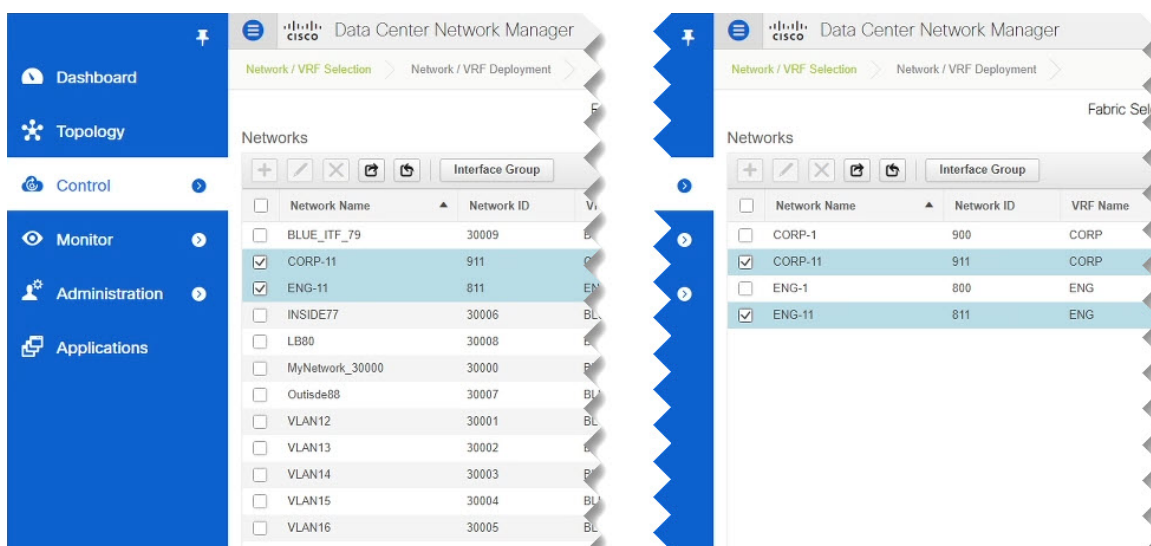 CISCO Data Center Network Manager
Network / VRF Selection Network / VRF Deployment
Networks
Interface Group
Network Name Network ID
BLUE_ITF_79 30009
CORP-11 911
ENG-11 811
INSIDE77 30006
LB80 30008
MyNetwork_30000 30000
Outisde88 30007
VLAN12 30001
VLAN13 30002
VLAN14 30003
VLAN15 30004
VLAN16 30005
Dashboard
Topology
Control
Monitor
Administration
Applications
CISCO Data Center Network Manager
Network / VRF Selection Network / VRF Deployment
Fabric
Networks
Interface Group
Network Name Network ID VRF Name
CORP-1 900 CORP
CORP-11 911 CORP
ENG-1 800 ENG
ENG-11 811 ENG